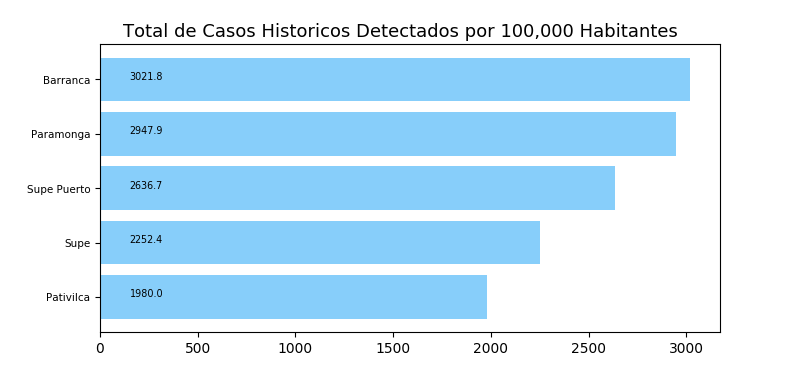 Total de Casos Historicos Detectados por 100,000 Habitantes
Barranca 3021.8
Paramonga 2947.9
Supe Puerto 2636.7
Supe 2252.4
Pativilca 1980.0
0 500 1000 1500 2000 2500 3000